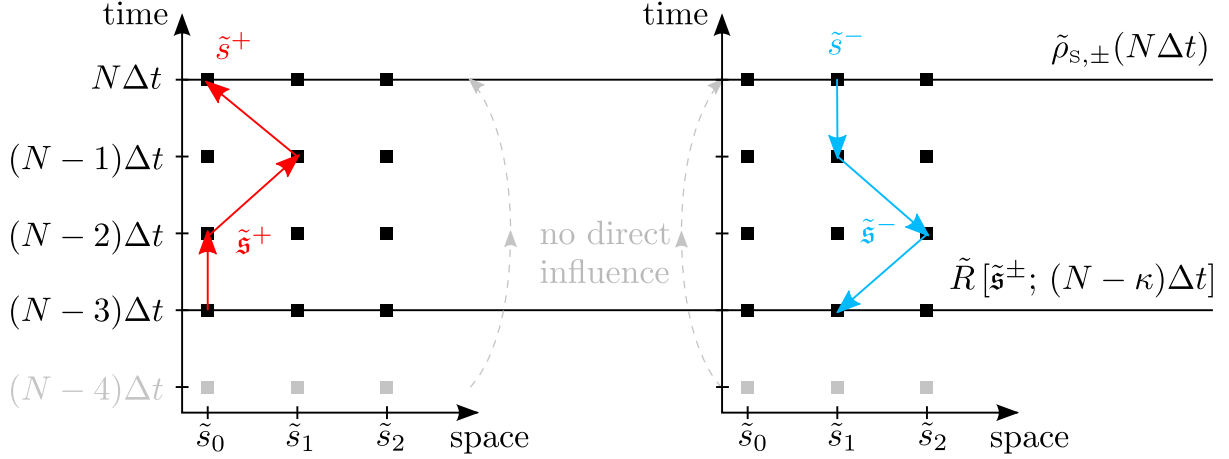 time
time
s̃⁺
s̃⁻
ρ̃ₛ,±(NΔt)
NΔt
(N − 1)Δt
(N − 2)Δt
𝔰̃⁺
no direct
influence
𝔰̃⁻
R̃ [𝔰̃±; (N − κ)Δt]
(N − 3)Δt
(N − 4)Δt
s̃₀ s̃₁ s̃₂ space
s̃₀ s̃₁ s̃₂ space